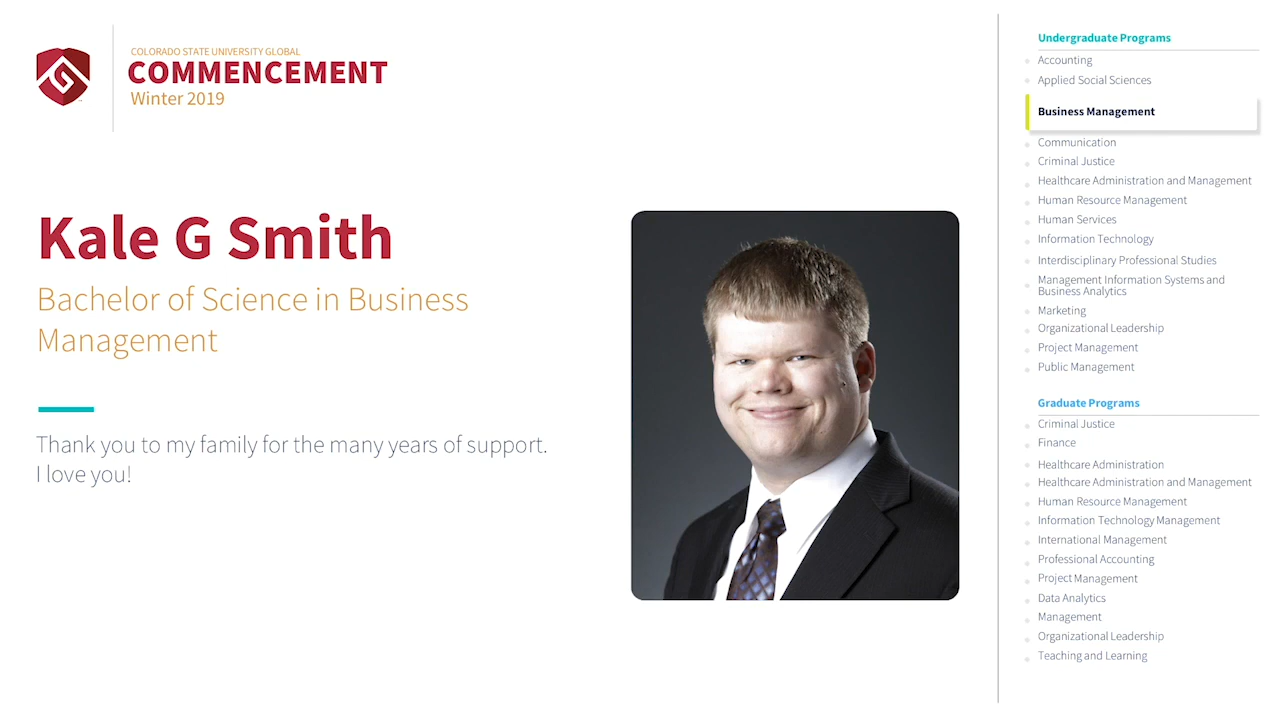 COLORADO STATE UNIVERSITY GLOBAL
COMMENCEMENT
Winter 2019
Kale G Smith
Bachelor of Science in Business
Management
Thank you to my family for the many years of support.
I love you!
Undergraduate Programs
Accounting
Applied Social Sciences
Business Management
Communication
Criminal Justice
Healthcare Administration and Management
Human Resource Management
Human Services
Information Technology
Interdisciplinary Professional Studies
Management Information Systems and
Business Analytics
Marketing
Organizational Leadership
Project Management
Public Management
Graduate Programs
Criminal Justice
Finance
Healthcare Administration
Healthcare Administration and Management
Human Resource Management
Information Technology Management
International Management
Professional Accounting
Project Management
Data Analytics
Management
Organizational Leadership
Teaching and Learning